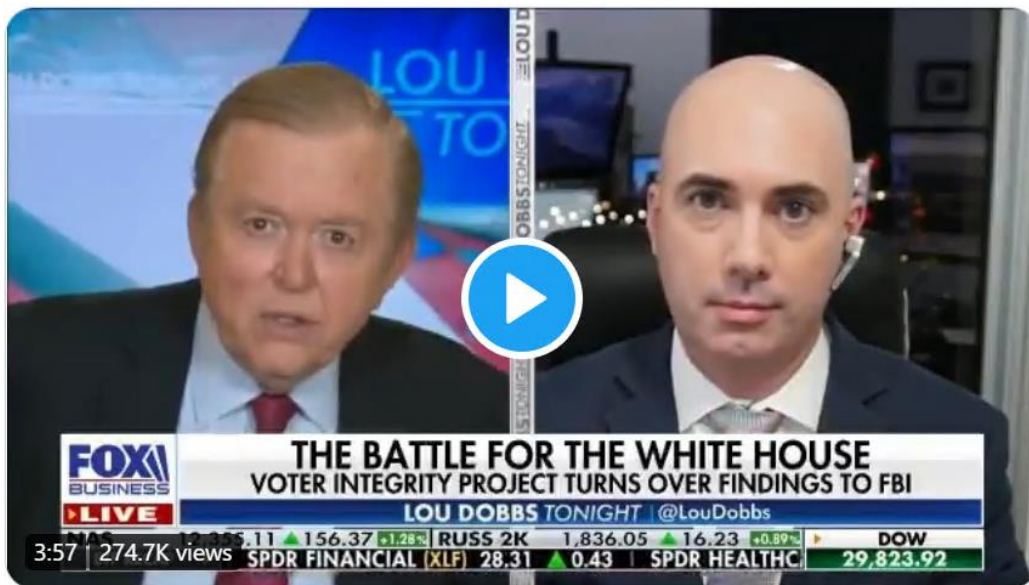 LOU
TO
LOU D
DOBBS TONIGHT
THE BATTLE FOR THE WHITE HOUSE
VOTER INTEGRITY PROJECT TURNS OVER FINDINGS TO FBI
FOX
BUSINESS
LIVE
LOU DOBBS TONIGHT | @LouDobbs
NAS 12,355.11 ▲156.37 +1.28% RUSS 2K 1,836.05 ▲16.23 +0.89% DOW
3:57 274.7K views
SPDR FINANCIAL (XLF) 28.31 ▲0.43 SPDR HEALTHC 29,823.92